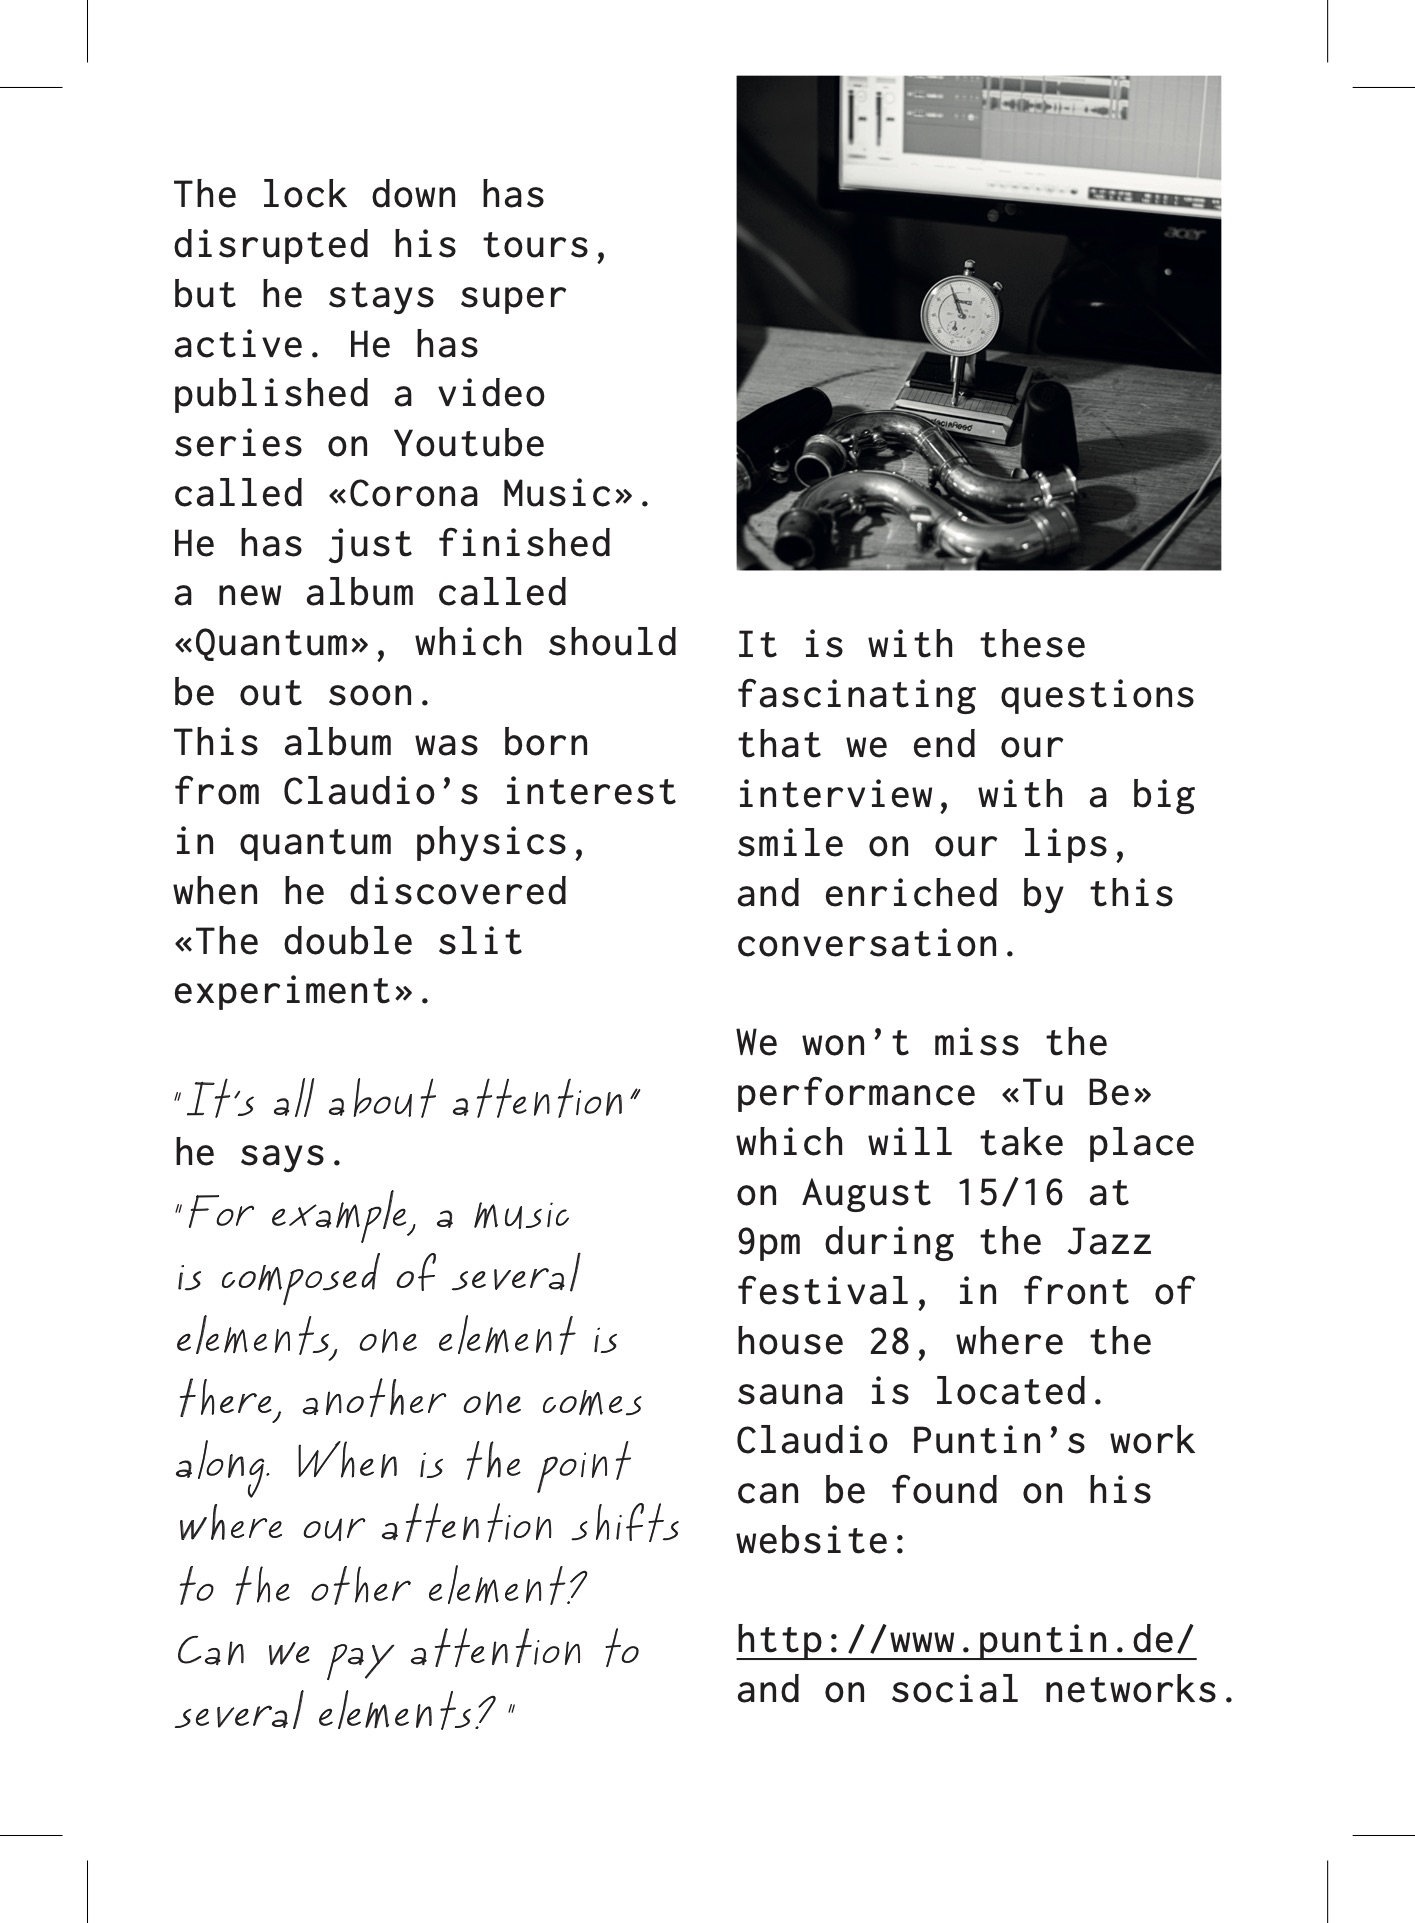 The lock down has
disrupted his tours,
but he stays super
active. He has
published a video
series on Youtube
called «Corona Music».
He has just finished
a new album called
«Quantum», which should
be out soon.
This album was born
from Claudio’s interest
in quantum physics,
when he discovered
«The double slit
experiment».
"It's all about attention"
he says.
"For example, a music
is composed of several
elements, one element is
there, another one comes
along. When is the point
where our attention shifts
to the other element?
Can we pay attention to
several elements? "
acer
It is with these
fascinating questions
that we end our
interview, with a big
smile on our lips,
and enriched by this
conversation.
We won’t miss the
performance «Tu Be»
which will take place
on August 15/16 at
9pm during the Jazz
festival, in front of
house 28, where the
sauna is located.
Claudio Puntin’s work
can be found on his
website:
http://www.puntin.de/
and on social networks.